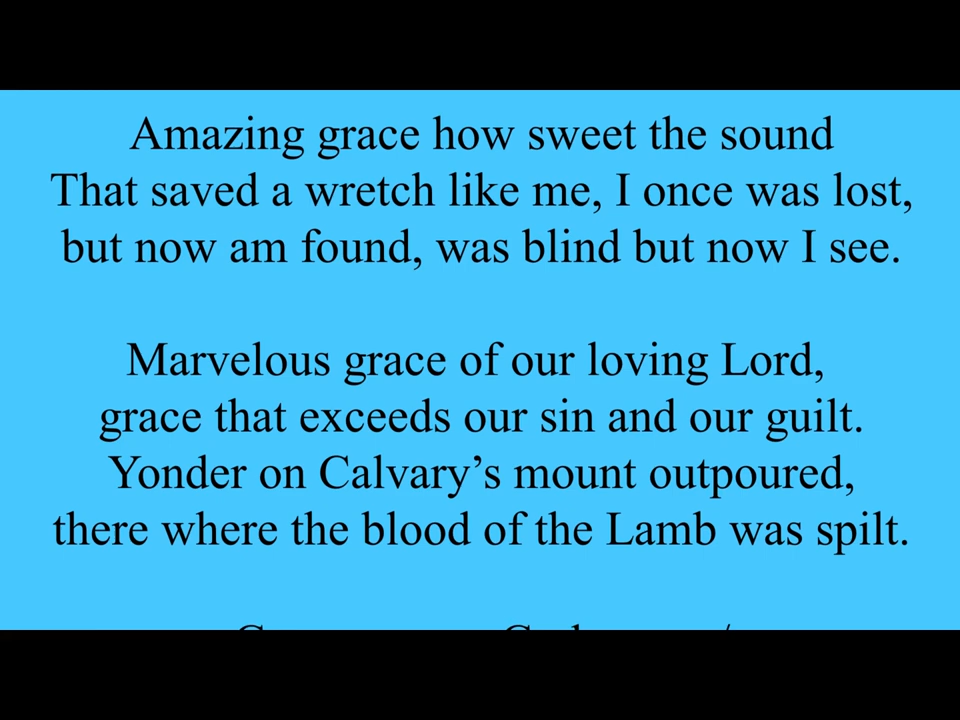 Amazing grace how sweet the sound
That saved a wretch like me, I once was lost,
but now am found, was blind but now I see.
Marvelous grace of our loving Lord,
grace that exceeds our sin and our guilt.
Yonder on Calvary’s mount outpoured,
there where the blood of the Lamb was spilt.